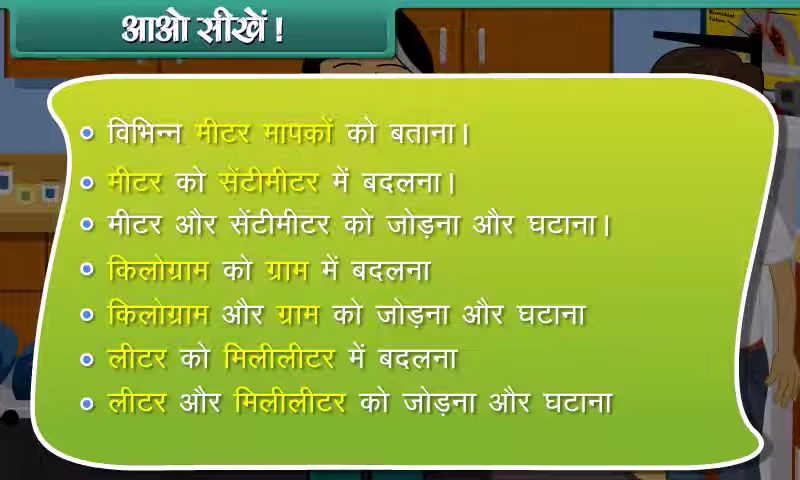 आओ सीखें!
विभिन्न मीटर मापकों को बताना।
मीटर को सेंटीमीटर में बदलना।
मीटर और सेंटीमीटर को जोड़ना और घटाना।
किलोग्राम को ग्राम में बदलना
किलोग्राम और ग्राम को जोड़ना और घटाना
लीटर को मिलीलीटर में बदलना
लीटर और मिलीलीटर को जोड़ना और घटाना